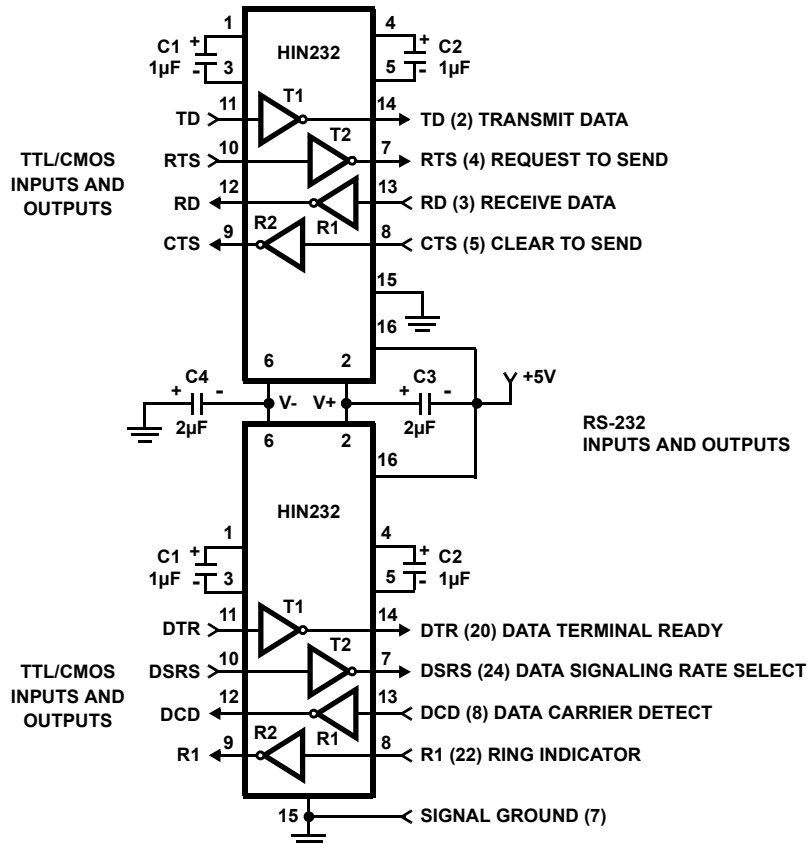 1
4
C1
+
HIN232
+
C2
1µF
-
3
5
-
1µF
11
T1
14
TD
TD (2) TRANSMIT DATA
10
T2
7
RTS
RTS (4) REQUEST TO SEND
TTL/CMOS
INPUTS AND
OUTPUTS
12
13
RD
RD (3) RECEIVE DATA
9
R2
R1
8
CTS
CTS (5) CLEAR TO SEND
15
16
6
2
C4
C3
+5V
+
-
V-
V+
+
-
2µF
2µF
RS-232
INPUTS AND OUTPUTS
6
2
16
HIN232
1
4
C1
+
+
C2
1µF
-
3
5
-
1µF
11
T1
14
DTR
DTR (20) DATA TERMINAL READY
10
T2
7
DSRS
DSRS (24) DATA SIGNALING RATE SELECT
TTL/CMOS
INPUTS AND
OUTPUTS
12
13
DCD
DCD (8) DATA CARRIER DETECT
9
R2
R1
8
R1
R1 (22) RING INDICATOR
15
SIGNAL GROUND (7)